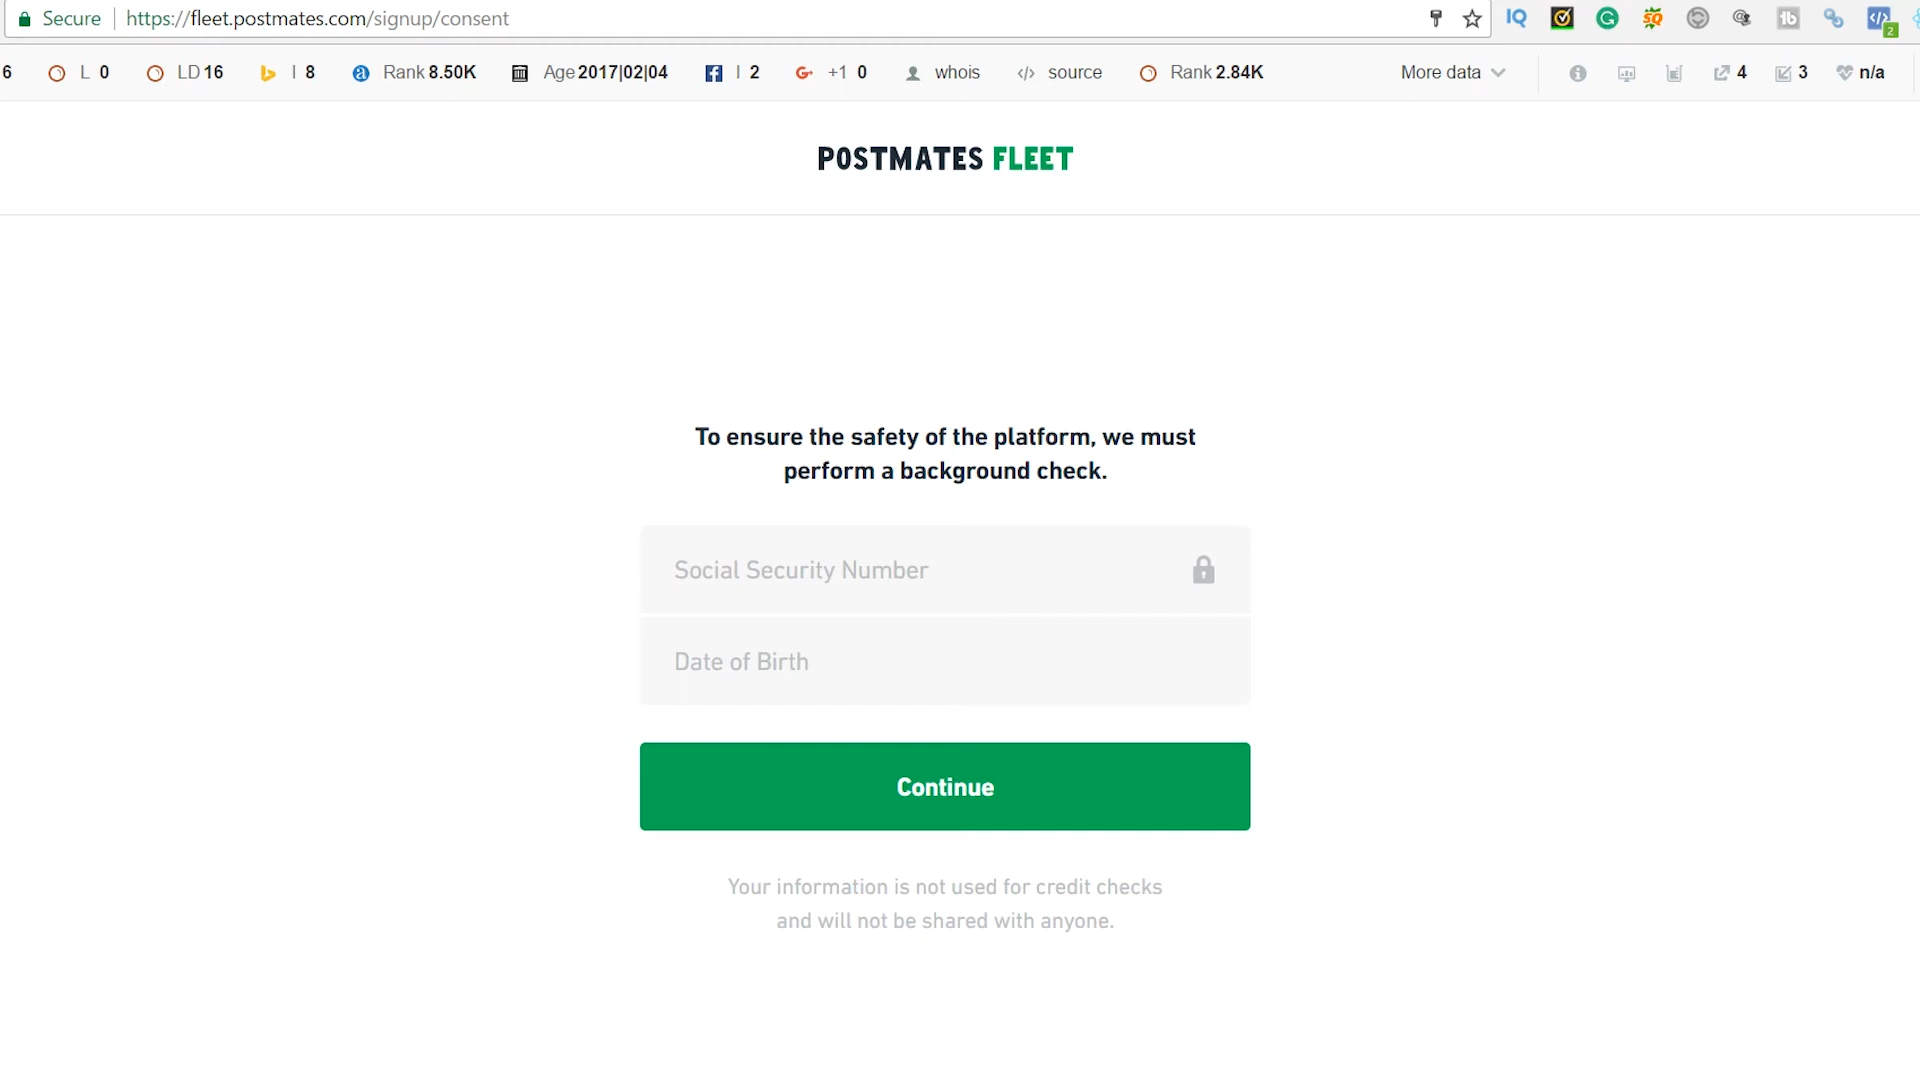 Secure https://fleet.postmates.com/signup/consent IQ G SQ tb </> 2
6 L 0 LD 16 I 8 a Rank 8.50K Age 2017|02|04 I 2 G+ +1 0 whois </> source Rank 2.84K More data 4 3 n/a
POSTMATES FLEET
To ensure the safety of the platform, we must
perform a background check.
Social Security Number
Date of Birth
Continue
Your information is not used for credit checks
and will not be shared with anyone.